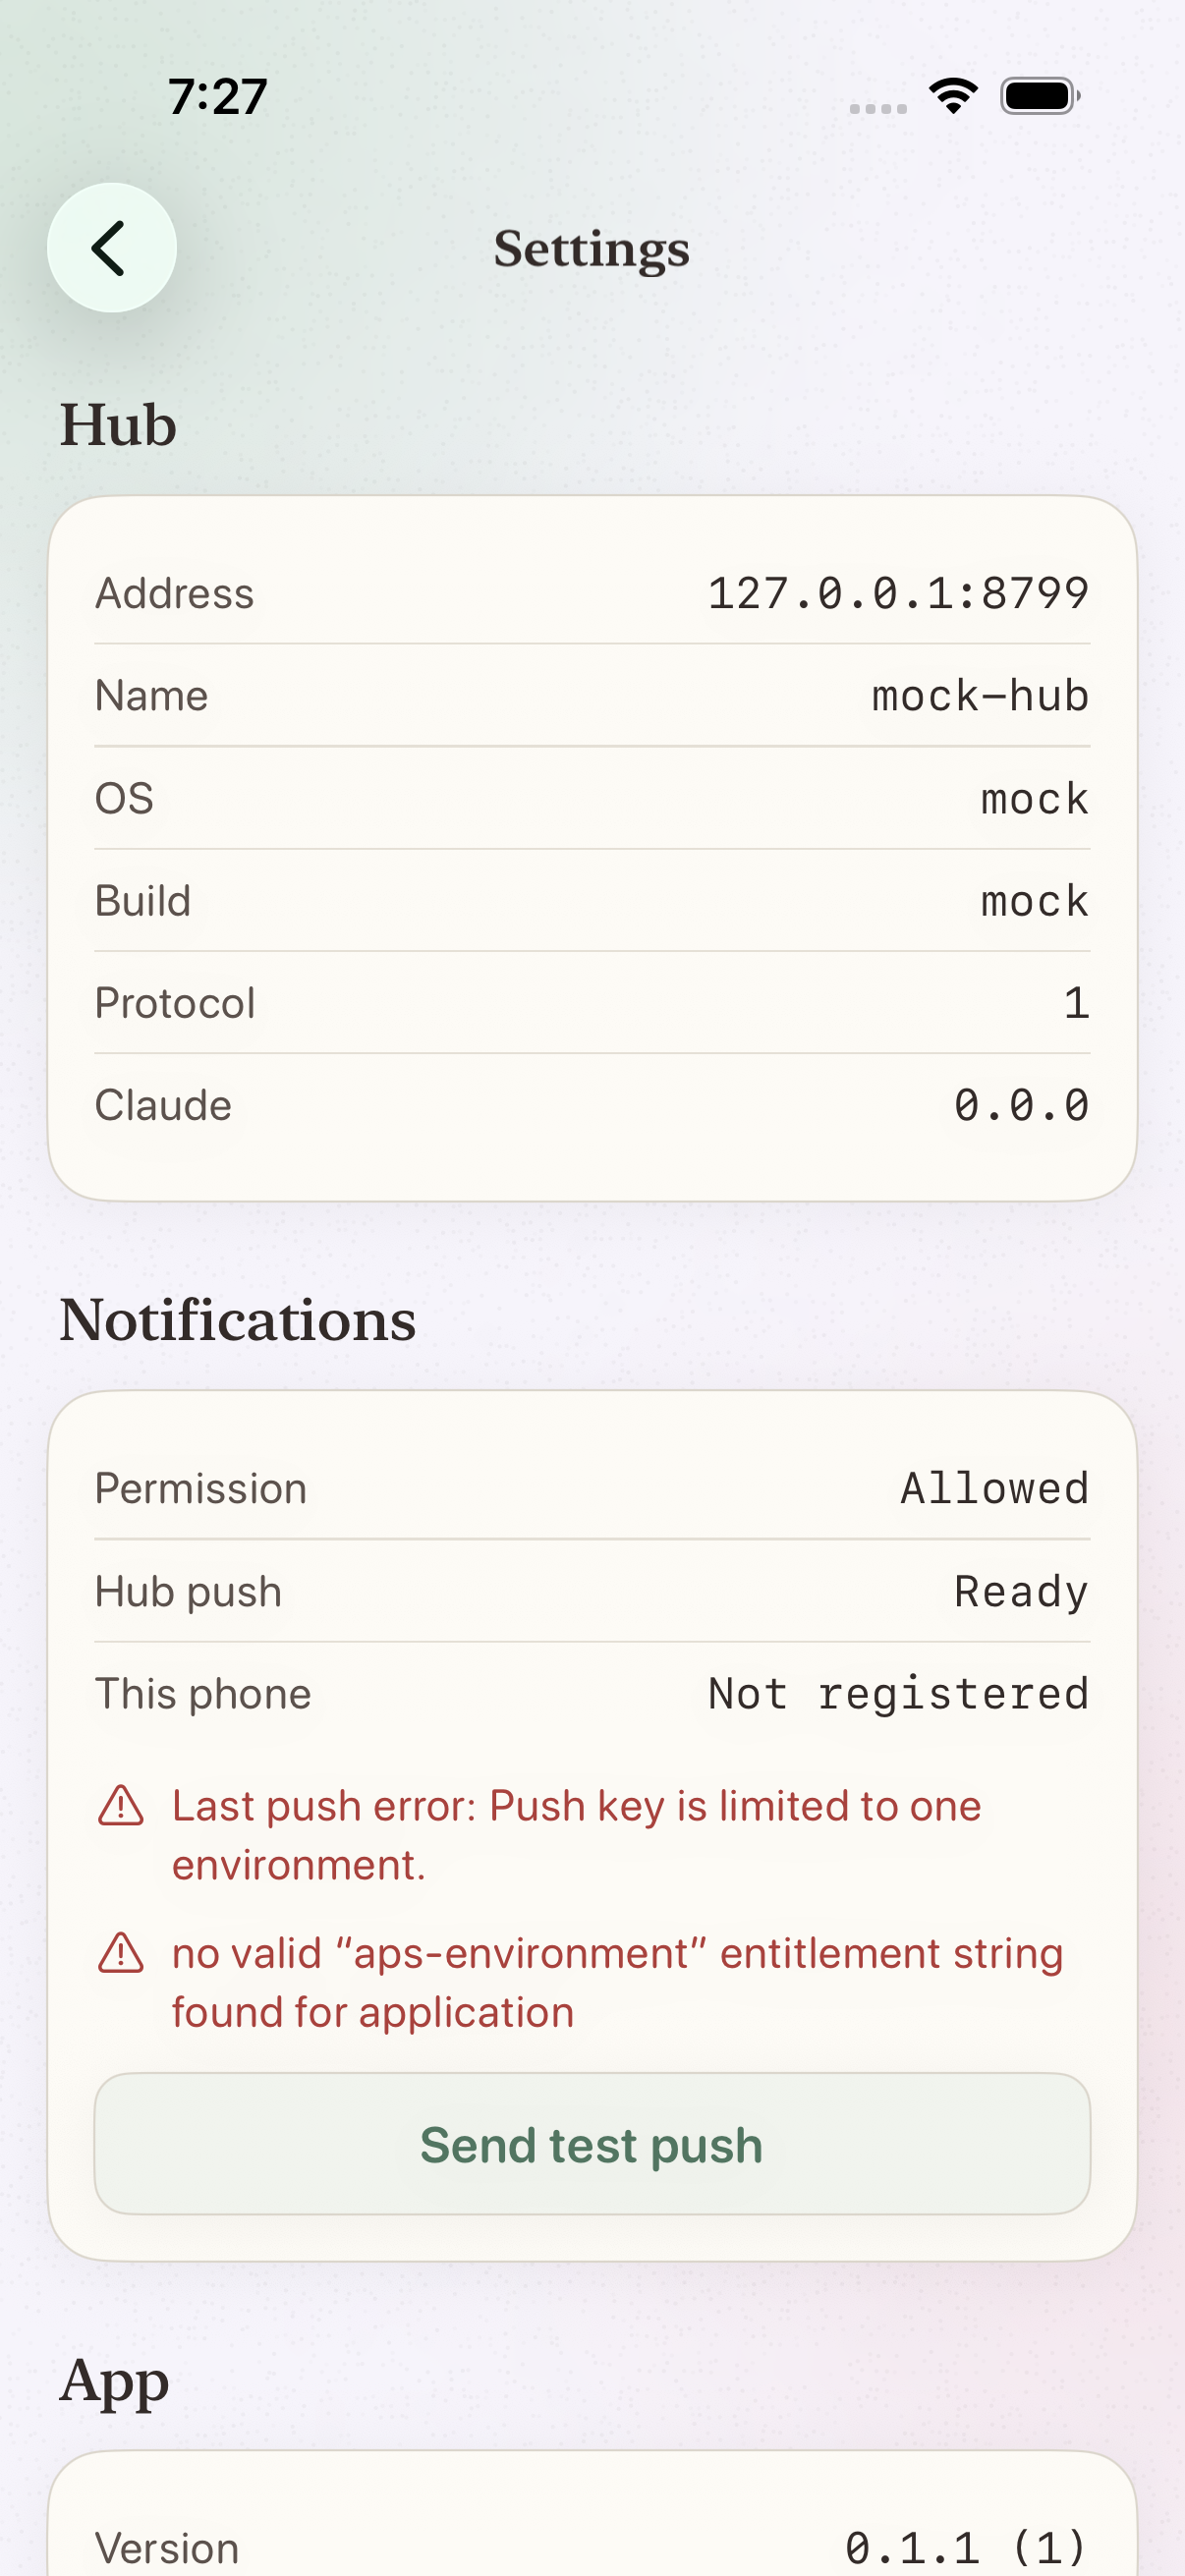 7:27
Settings
Hub
Address 127.0.0.1:8799
Name mock-hub
OS mock
Build mock
Protocol 1
Claude 0.0.0
Notifications
Permission Allowed
Hub push Ready
This phone Not registered
Last push error: Push key is limited to one
environment.
no valid “aps-environment” entitlement string
found for application
Send test push
App
Version 0.1.1 (1)